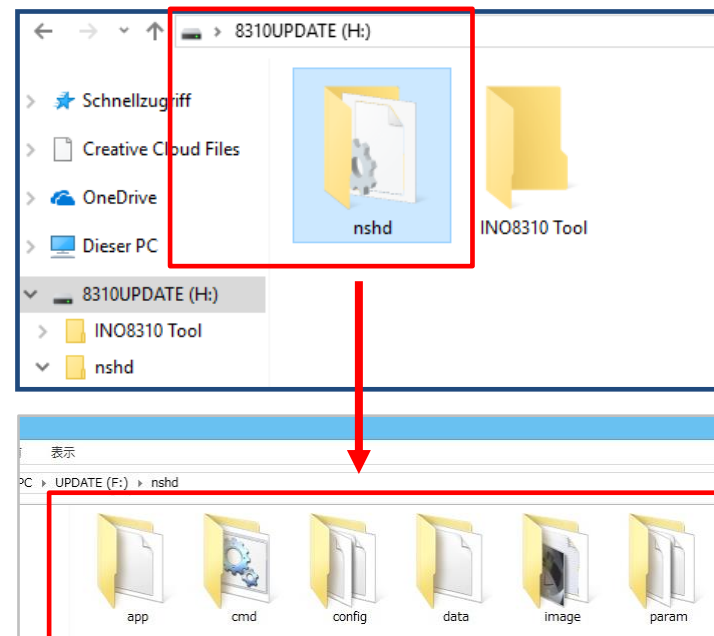 8310UPDATE (H:)
Schnellzugriff
Creative Cloud Files
OneDrive
Dieser PC
8310UPDATE (H:)
INO8310 Tool
nshd
nshd
INO8310 Tool
表示
PC › UPDATE (F:) › nshd
app
cmd
config
data
image
param